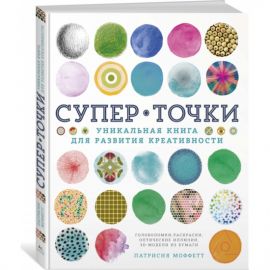 СУПЕР•ТОЧКИ
УНИКАЛЬНАЯ КНИГА
ДЛЯ РАЗВИТИЯ КРЕАТИВНОСТИ
ГОЛОВОЛОМКИ-РАСКРАСКИ,
ОПТИЧЕСКИЕ ИЛЛЮЗИИ,
3D-МОДЕЛИ ИЗ БУМАГИ
ПАТРИСИЯ МОФФЕТТ
СУПЕР•ТОЧКИ